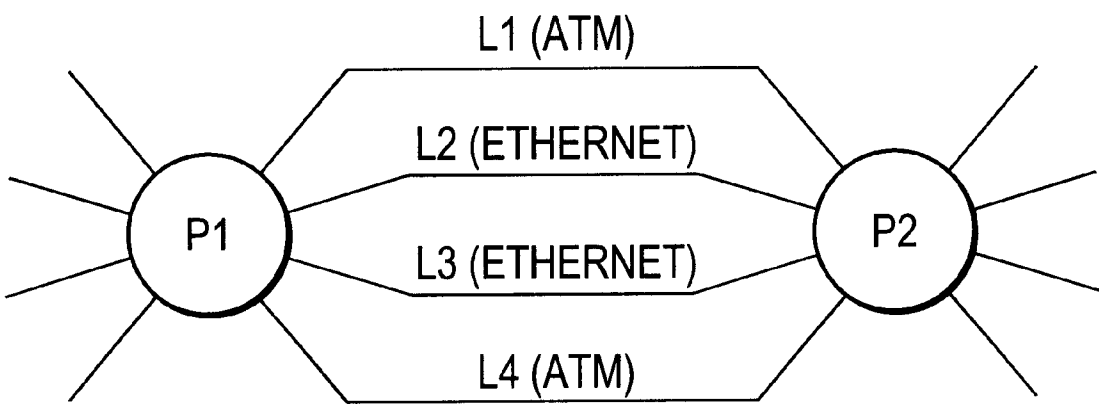 L1 (ATM)
L2 (ETHERNET)
P1
P2
L3 (ETHERNET)
L4 (ATM)